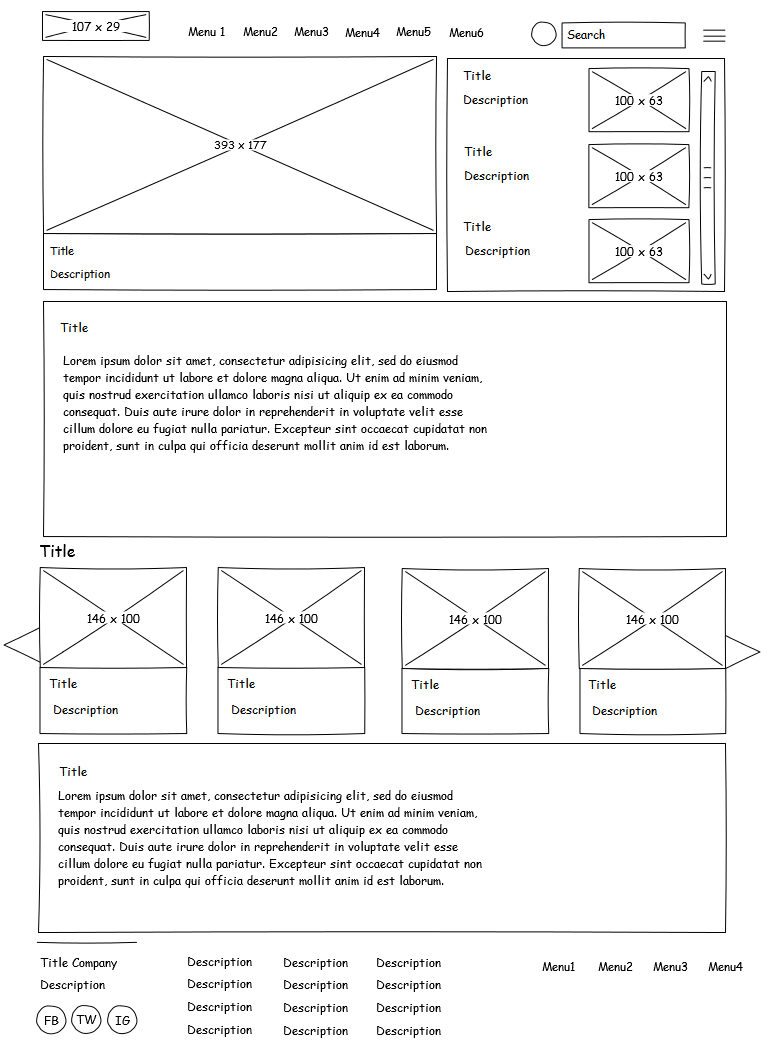 107 x 29
Menu 1 Menu2 Menu3 Menu4 Menu5 Menu6
Search
393 x 177
Title
Description
Title
Description
100 x 63
Title
Description
100 x 63
Title
Description
100 x 63
Title
Lorem ipsum dolor sit amet, consectetur adipisicing elit, sed do eiusmod
tempor incididunt ut labore et dolore magna aliqua. Ut enim ad minim veniam,
quis nostrud exercitation ullamco laboris nisi ut aliquip ex ea commodo
consequat. Duis aute irure dolor in reprehenderit in voluptate velit esse
cillum dolore eu fugiat nulla pariatur. Excepteur sint occaecat cupidatat non
proident, sunt in culpa qui officia deserunt mollit anim id est laborum.
Title
146 x 100
Title
Description
146 x 100
Title
Description
146 x 100
Title
Description
146 x 100
Title
Description
Title
Lorem ipsum dolor sit amet, consectetur adipisicing elit, sed do eiusmod
tempor incididunt ut labore et dolore magna aliqua. Ut enim ad minim veniam,
quis nostrud exercitation ullamco laboris nisi ut aliquip ex ea commodo
consequat. Duis aute irure dolor in reprehenderit in voluptate velit esse
cillum dolore eu fugiat nulla pariatur. Excepteur sint occaecat cupidatat non
proident, sunt in culpa qui officia deserunt mollit anim id est laborum.
Title Company
Description
FB TW IG
Description
Description
Description
Description
Description
Description
Description
Description
Description
Description
Description
Description
Menu1 Menu2 Menu3 Menu4